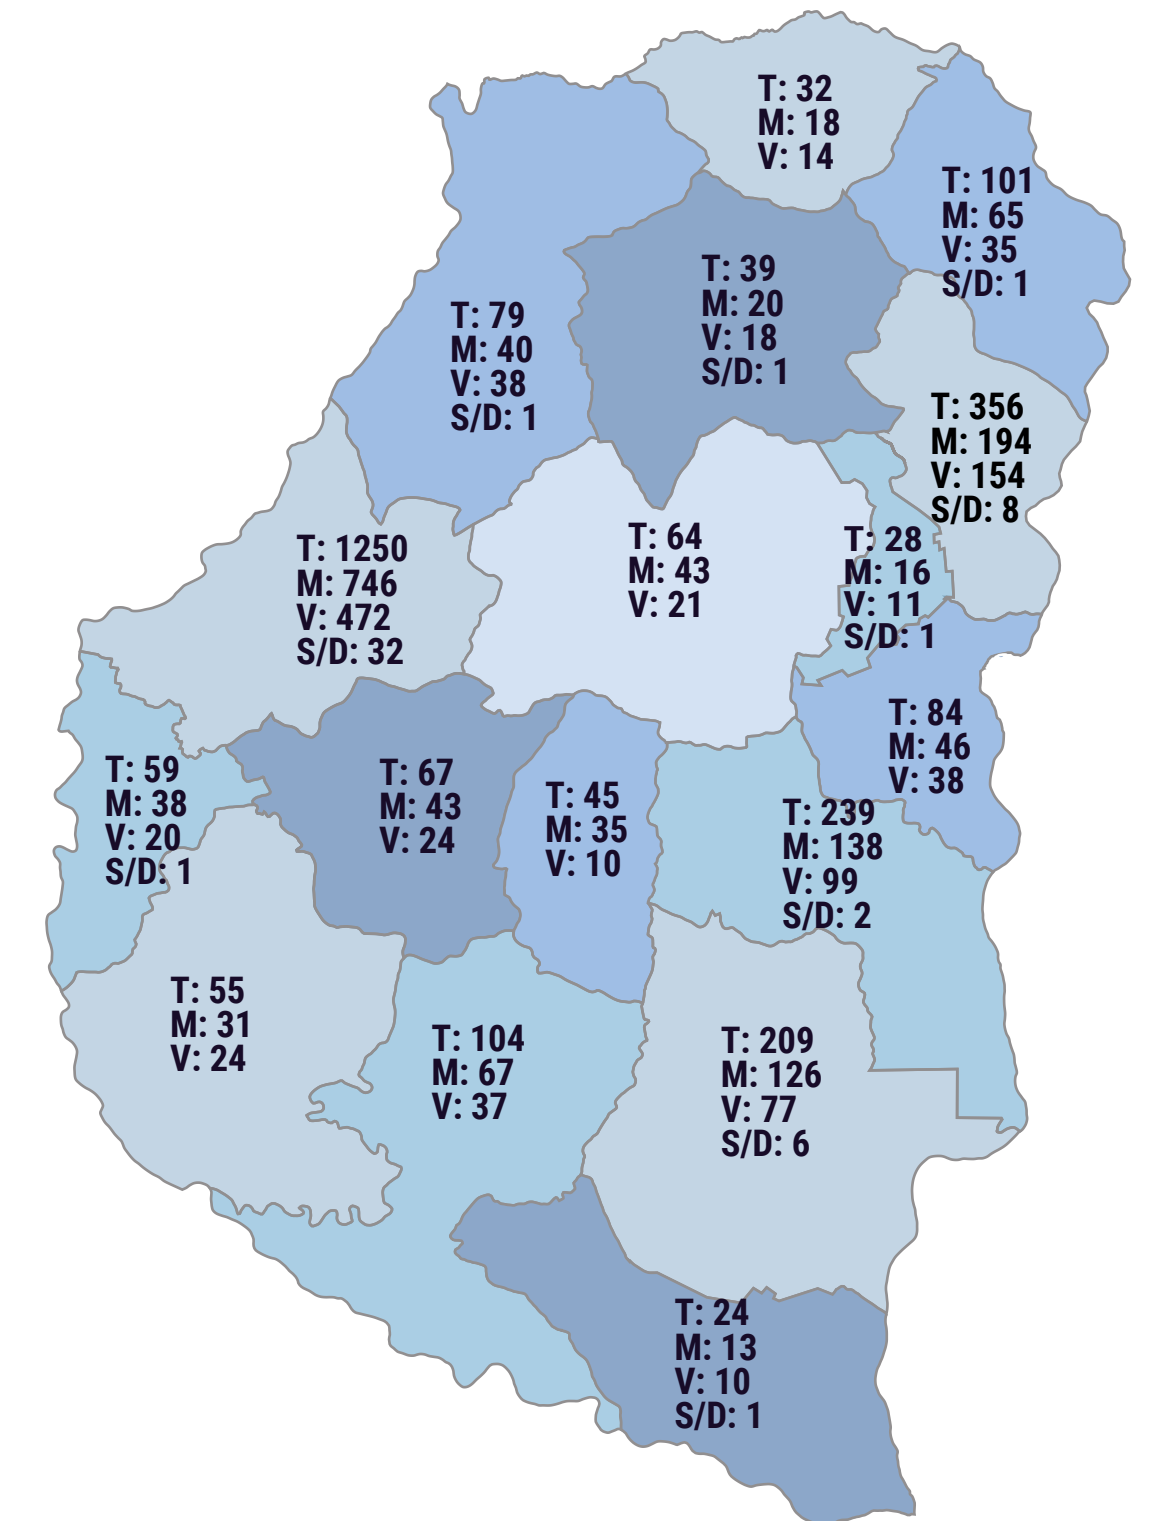 T: 32
M: 18
V: 14
T: 101
M: 65
V: 35
S/D: 1
T: 39
M: 20
V: 18
S/D: 1
T: 79
M: 40
V: 38
S/D: 1
T: 356
M: 194
V: 154
S/D: 8
T: 1250
M: 746
V: 472
S/D: 32
T: 64
M: 43
V: 21
T: 28
M: 16
V: 11
S/D: 1
T: 84
M: 46
V: 38
T: 59
M: 38
V: 20
S/D: 1
T: 67
M: 43
V: 24
T: 45
M: 35
V: 10
T: 239
M: 138
V: 99
S/D: 2
T: 55
M: 31
V: 24
T: 104
M: 67
V: 37
T: 209
M: 126
V: 77
S/D: 6
T: 24
M: 13
V: 10
S/D: 1